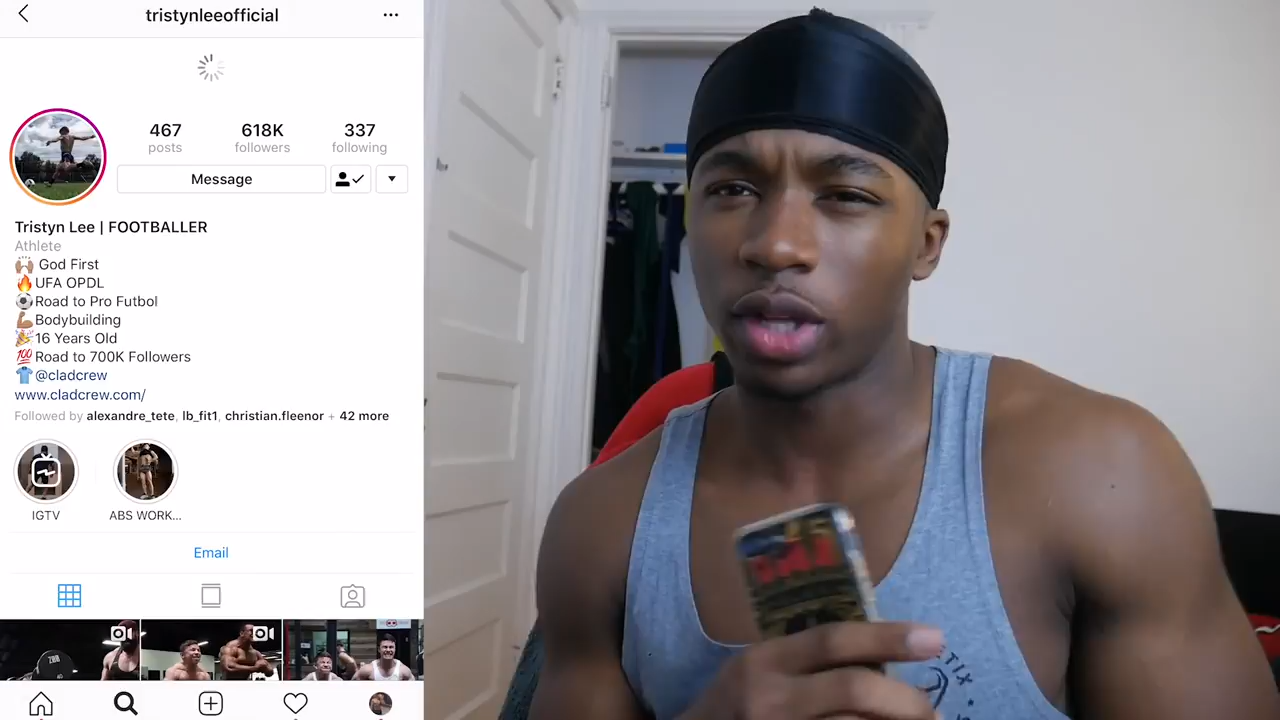 tristynleeofficial
467
618K
337
posts
followers
following
Message
Tristyn Lee | FOOTBALLER
Athlete
🙌🏽 God First
🔥UFA OPDL
⚽Road to Pro Futbol
💪🏽Bodybuilding
🎉16 Years Old
💯Road to 700K Followers
👕@cladcrew
www.cladcrew.com/
Followed by alexandre_tete, lb_fit1, christian.fleenor + 42 more
IGTV
ABS WORK...
Email